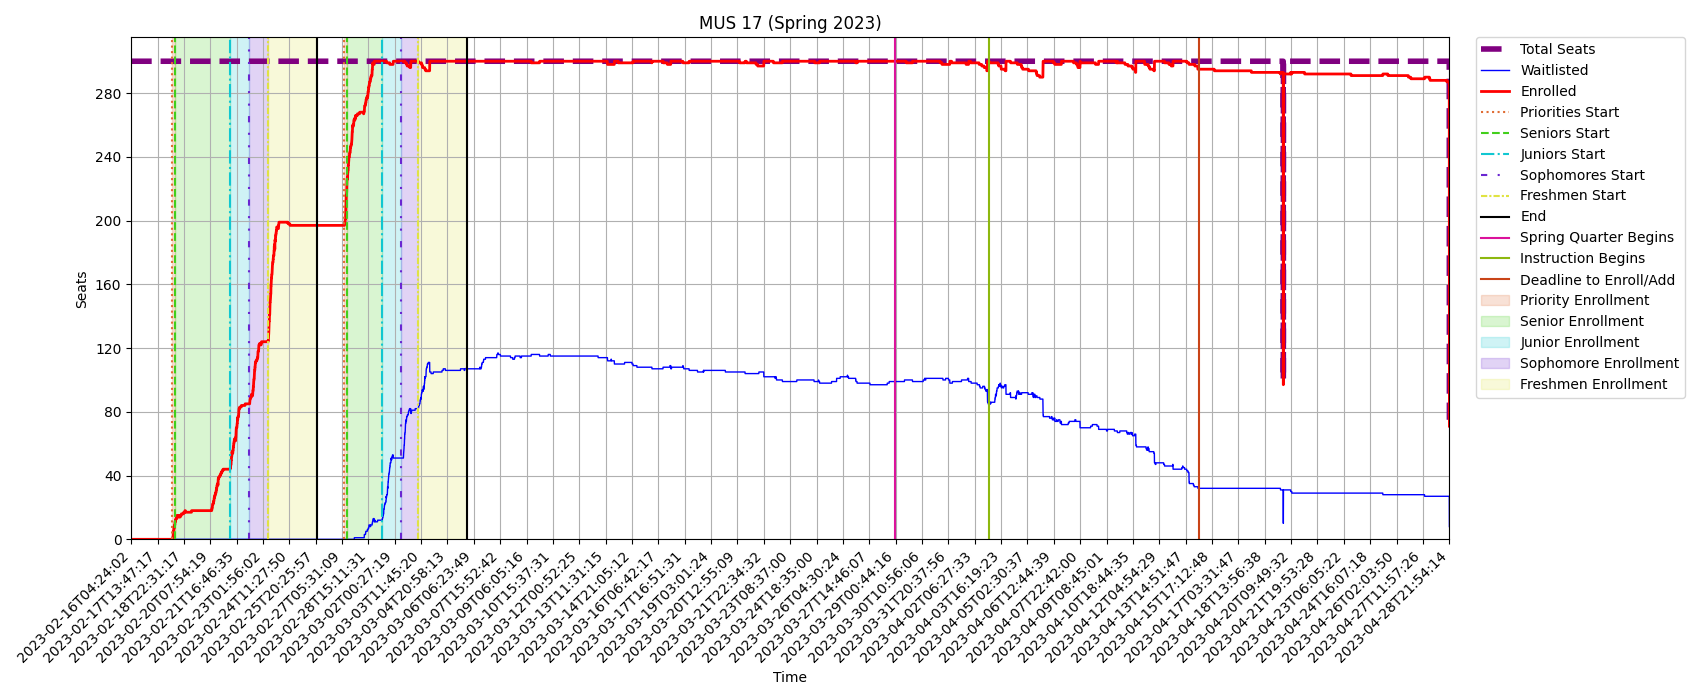 MUS 17 (Spring 2023)
Seats
280
240
200
160
120
80
40
0
2023-02-16T04:24:02
2023-02-17T13:47:17
2023-02-18T22:31:17
2023-02-20T07:54:19
2023-02-21T16:46:35
2023-02-23T01:56:02
2023-02-24T11:27:50
2023-02-25T20:25:57
2023-02-27T05:31:09
2023-02-28T15:11:31
2023-03-02T00:27:19
2023-03-03T11:45:20
2023-03-04T20:58:13
2023-03-06T06:23:49
2023-03-07T15:52:42
2023-03-09T06:05:16
2023-03-10T15:37:31
2023-03-12T00:52:25
2023-03-13T11:31:15
2023-03-14T21:05:12
2023-03-16T06:42:17
2023-03-17T16:51:31
2023-03-19T03:01:24
2023-03-20T12:55:09
2023-03-21T22:34:32
2023-03-23T08:37:00
2023-03-24T18:35:00
2023-03-26T04:30:24
2023-03-27T14:46:07
2023-03-29T00:44:16
2023-03-30T10:56:06
2023-03-31T20:37:56
2023-04-02T06:27:33
2023-04-03T16:19:23
2023-04-05T02:30:37
2023-04-06T12:44:39
2023-04-07T22:42:00
2023-04-09T08:45:01
2023-04-10T18:44:35
2023-04-12T04:54:29
2023-04-13T14:51:47
2023-04-15T17:12:48
2023-04-17T03:31:47
2023-04-18T13:56:38
2023-04-20T09:49:32
2023-04-21T19:53:28
2023-04-23T06:05:22
2023-04-24T16:07:18
2023-04-26T02:03:50
2023-04-27T11:57:26
2023-04-28T21:54:14
Time
Total Seats
Waitlisted
Enrolled
Priorities Start
Seniors Start
Juniors Start
Sophomores Start
Freshmen Start
End
Spring Quarter Begins
Instruction Begins
Deadline to Enroll/Add
Priority Enrollment
Senior Enrollment
Junior Enrollment
Sophomore Enrollment
Freshmen Enrollment